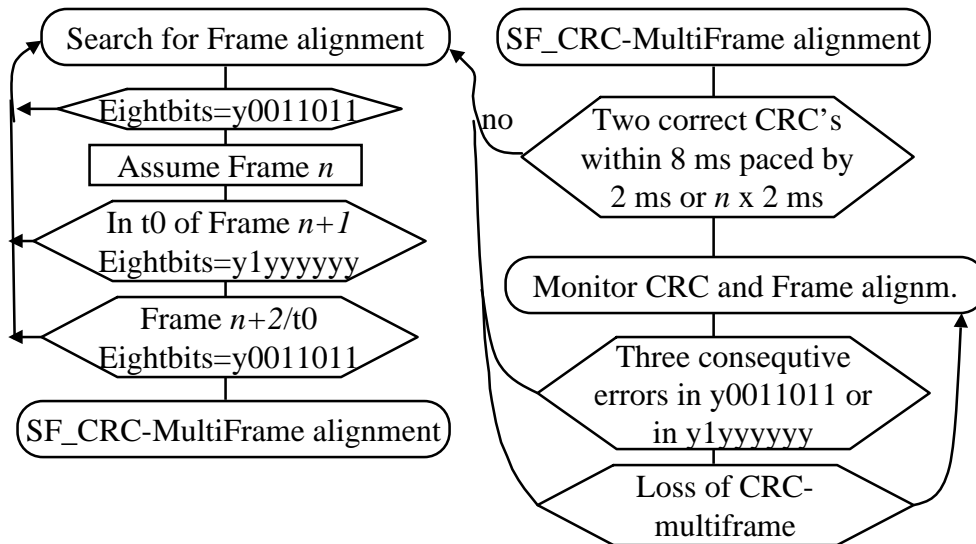 Search for Frame alignment
Eightbits=y0011011
Assume Frame n
In t0 of Frame n+1
Eightbits=y1yyyyyy
Frame n+2/t0
Eightbits=y0011011
SF_CRC-MultiFrame alignment
SF_CRC-MultiFrame alignment
no
Two correct CRC's
within 8 ms paced by
2 ms or n x 2 ms
Monitor CRC and Frame alignm.
Three consequtive
errors in y0011011 or
in y1yyyyyy
Loss of CRC-
multiframe